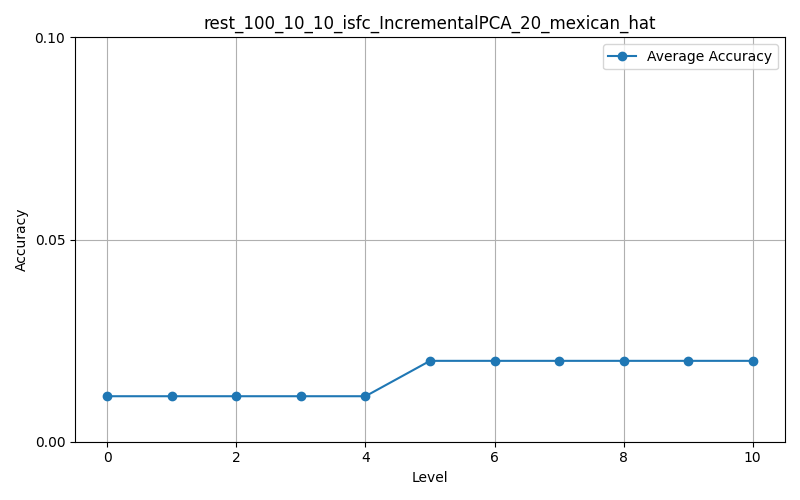 rest_100_10_10_isfc_IncrementalPCA_20_mexican_hat
Average Accuracy
Accuracy
0.10
0.05
0.00
0 2 4 6 8 10
Level